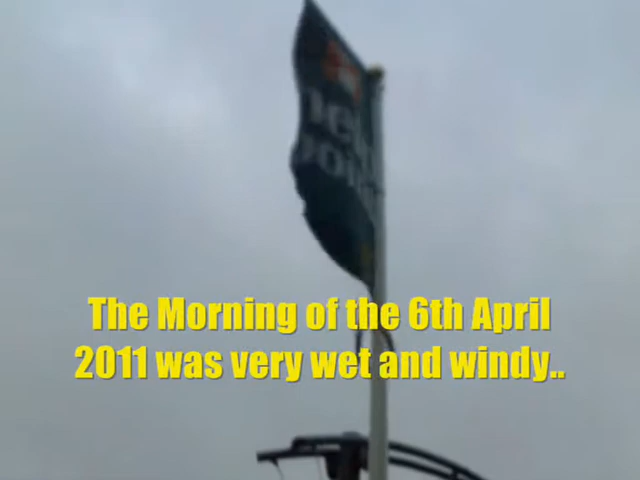 The Morning of the 6th April
2011 was very wet and windy..